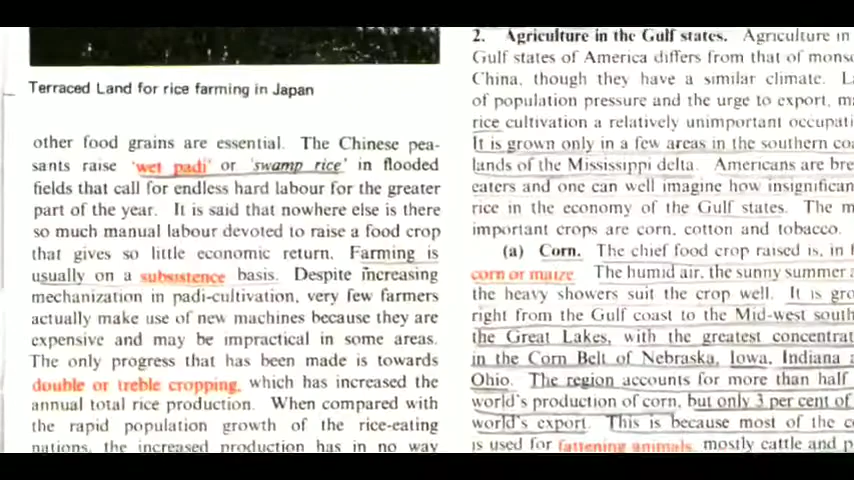 Terraced Land for rice farming in Japan
other food grains are essential. The Chinese pea-
sants raise 'wet padi' or 'swamp rice' in flooded
fields that call for endless hard labour for the greater
part of the year. It is said that nowhere else is there
so much manual labour devoted to raise a food crop
that gives so little economic return. Farming is
usually on a subsistence basis. Despite increasing
mechanization in padi-cultivation, very few farmers
actually make use of new machines because they are
expensive and may be impractical in some areas.
The only progress that has been made is towards
double or treble cropping, which has increased the
annual total rice production. When compared with
the rapid population growth of the rice-eating
nations, the increased production has in no way
2. Agriculture in the Gulf states. Agriculture in
Gulf states of America differs from that of mons
China, though they have a similar climate. L
of population pressure and the urge to export, m
rice cultivation a relatively unimportant occupati
It is grown only in a few areas in the southern co
lands of the Mississippi delta. Americans are bre
eaters and one can well imagine how insignifican
rice in the economy of the Gulf states. The m
important crops are corn, cotton and tobacco.
(a) Corn. The chief food crop raised is, in
corn or maize. The humid air, the sunny summer a
the heavy showers suit the crop well. It is gro
right from the Gulf coast to the Mid-west south
the Great Lakes, with the greatest concentrat
in the Corn Belt of Nebraska, Iowa, Indiana a
Ohio. The region accounts for more than half
world's production of corn, but only 3 per cent of
world's export. This is because most of the c
is used for fattening animals, mostly cattle and p